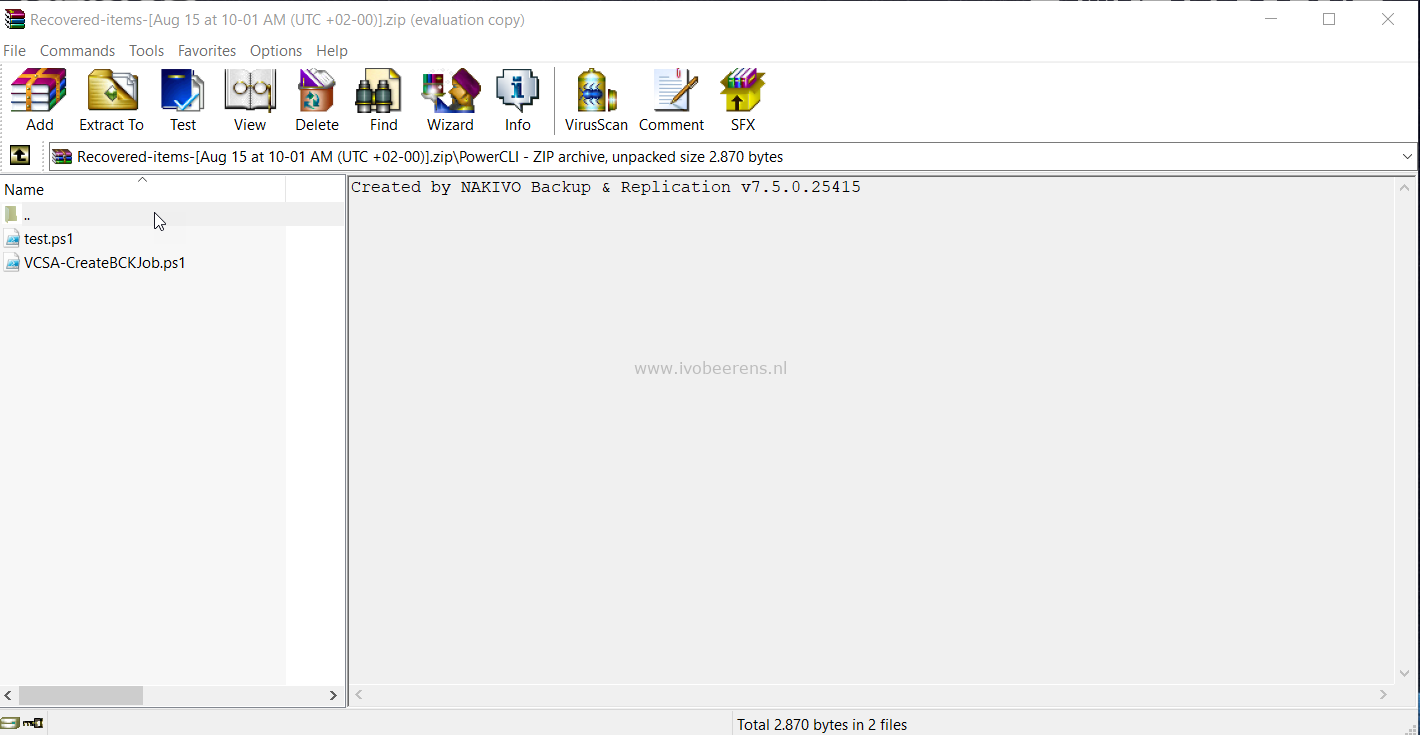 Recovered-items-[Aug 15 at 10-01 AM (UTC +02-00)].zip (evaluation copy)
File Commands Tools Favorites Options Help
Add Extract To Test View Delete Find Wizard Info VirusScan Comment SFX
Recovered-items-[Aug 15 at 10-01 AM (UTC +02-00)].zip\PowerCLI - ZIP archive, unpacked size 2.870 bytes
Name
Created by NAKIVO Backup & Replication v7.5.0.25415
..
test.ps1
VCSA-CreateBCKJob.ps1
www.ivobeerens.nl
Total 2.870 bytes in 2 files